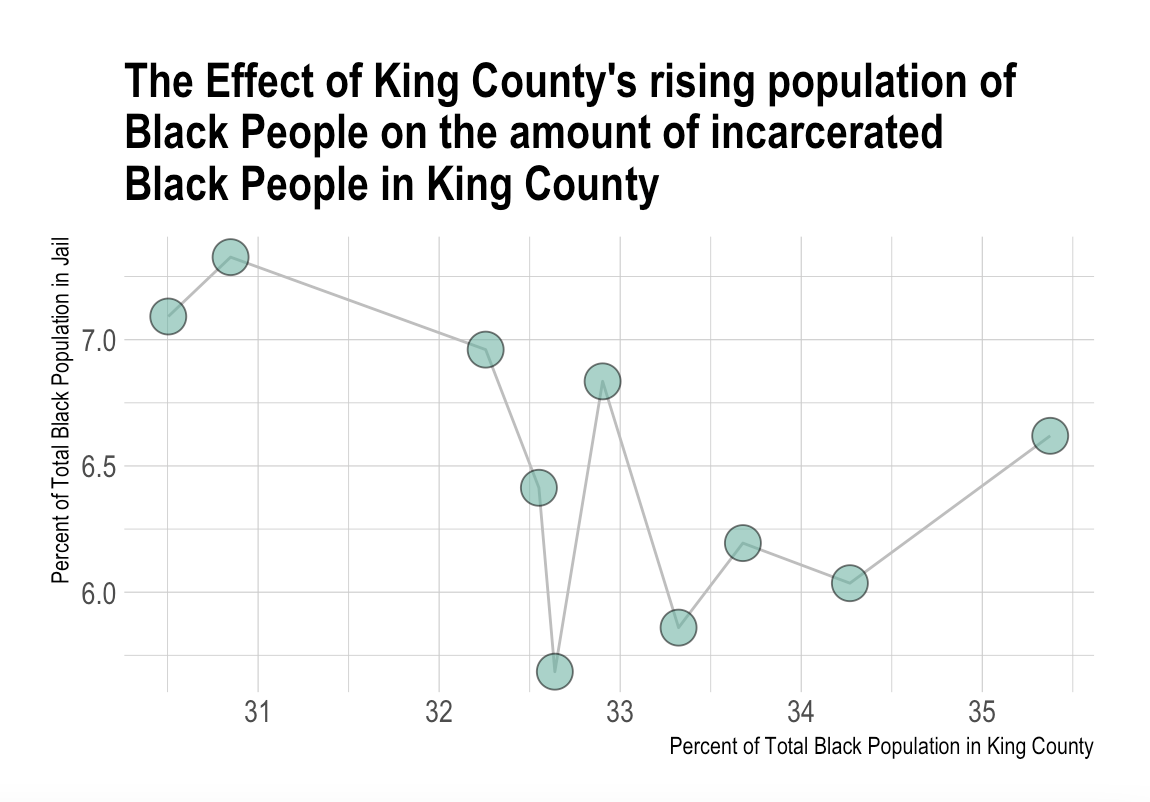 The Effect of King County's rising population of
Black People on the amount of incarcerated
Black People in King County
Percent of Total Black Population in Jail
7.0
6.5
6.0
31 32 33 34 35
Percent of Total Black Population in King County